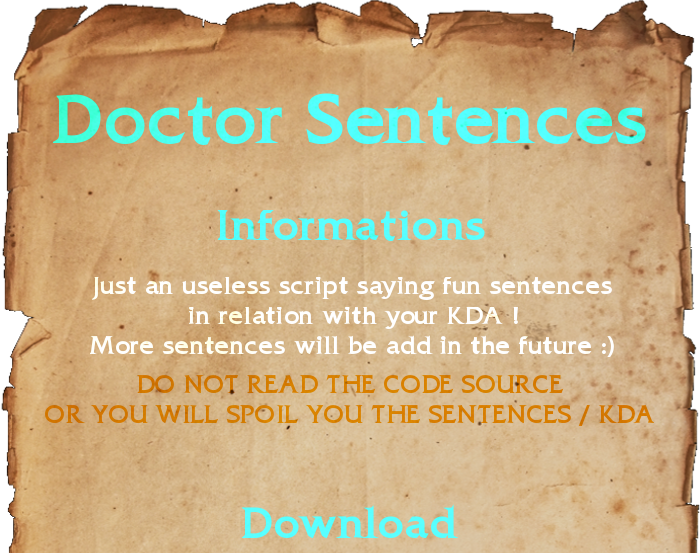 Doctor Sentences
Informations
Just an useless script saying fun sentences
in relation with your KDA !
More sentences will be add in the future :)
DO NOT READ THE CODE SOURCE
OR YOU WILL SPOIL YOU THE SENTENCES / KDA
Download